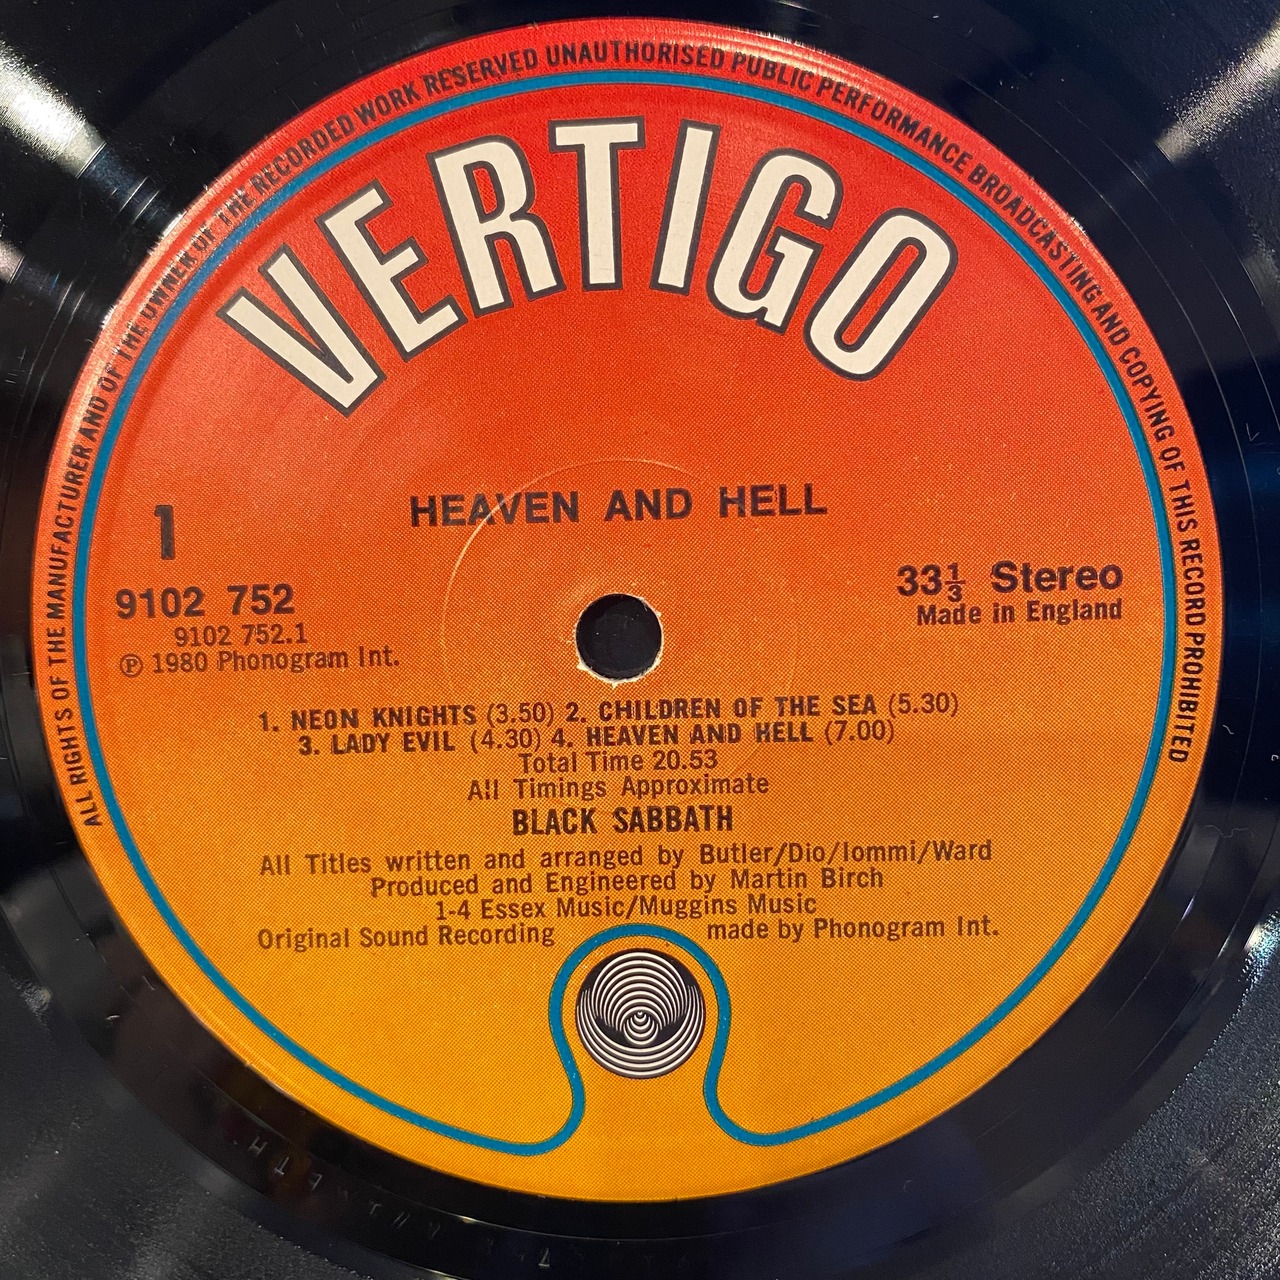 ALL RIGHTS OF THE MANUFACTURER AND OF THE OWNER OF THE RECORDED WORK RESERVED UNAUTHORISED PUBLIC PERFORMANCE BROADCASTING AND COPYING OF THIS RECORD PROHIBITED
VERTIGO
HEAVEN AND HELL
1
9102 752
9102 752.1
℗ 1980 Phonogram Int.
33⅓ Stereo
Made in England
1. NEON KNIGHTS (3.50) 2. CHILDREN OF THE SEA (5.30)
3. LADY EVIL (4.30) 4. HEAVEN AND HELL (7.00)
Total Time 20.53
All Timings Approximate
BLACK SABBATH
All Titles written and arranged by Butler/Dio/Iommi/Ward
Produced and Engineered by Martin Birch
1-4 Essex Music/Muggins Music
Original Sound Recording made by Phonogram Int.